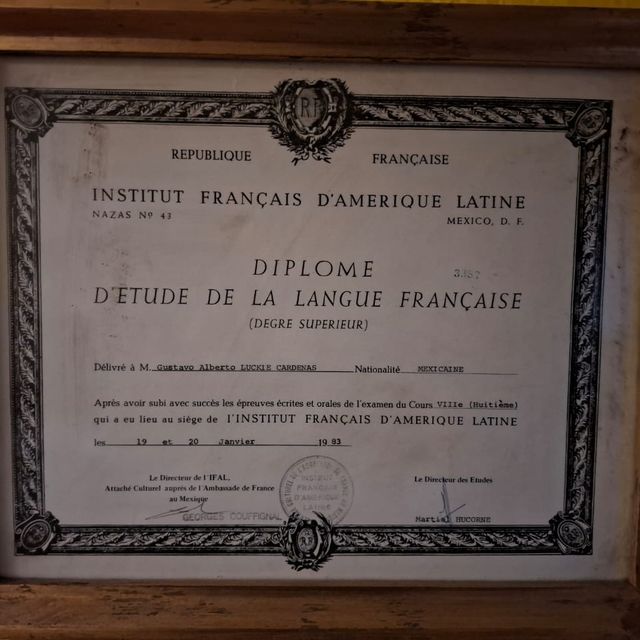 RF
REPUBLIQUE FRANÇAISE
INSTITUT FRANÇAIS D'AMERIQUE LATINE
NAZAS Nº 43 MEXICO, D. F.
DIPLOME
D'ETUDE DE LA LANGUE FRANÇAISE
(DEGRE SUPERIEUR)
Délivré à M. Gustavo Alberto LUCKIE CARDENAS Nationalité MEXICAINE
Après avoir subi avec succès les épreuves écrites et orales de l'examen du Cours VIIIe (Huitième)
qui a eu lieu au siège de l'INSTITUT FRANÇAIS D'AMERIQUE LATINE
les 19 et 20 Janvier 1983
Le Directeur de l'IFAL,
Attaché Culturel auprès de l'Ambassade de France
au Mexique
GEORGES COUFFIGNAL
INSTITUT
FRANÇAIS
D'AMERIQUE
LATINE
Le Directeur des Etudes
Martial HUCORNE